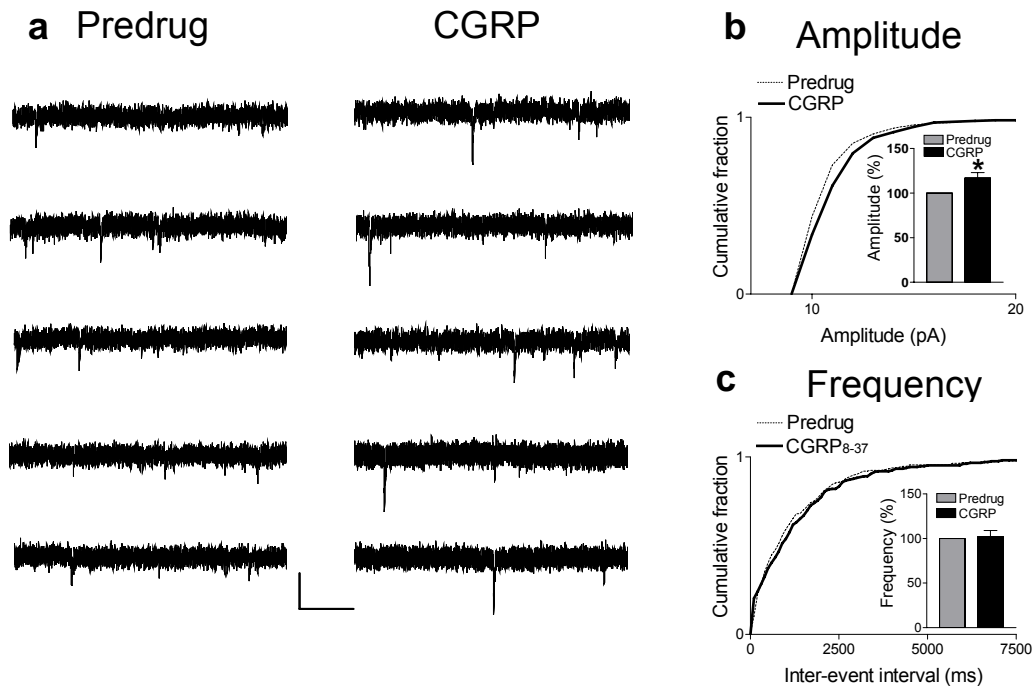 a Predrug CGRP
b Amplitude
Predrug
CGRP
Cumulative fraction
1
0
10
20
Amplitude (pA)
Predrug
CGRP
*
Amplitude (%)
150
100
50
0
c Frequency
Predrug
CGRP8-37
Cumulative fraction
1
0
0
2500
5000
7500
Inter-event interval (ms)
Predrug
CGRP
Frequency (%)
150
100
50
0